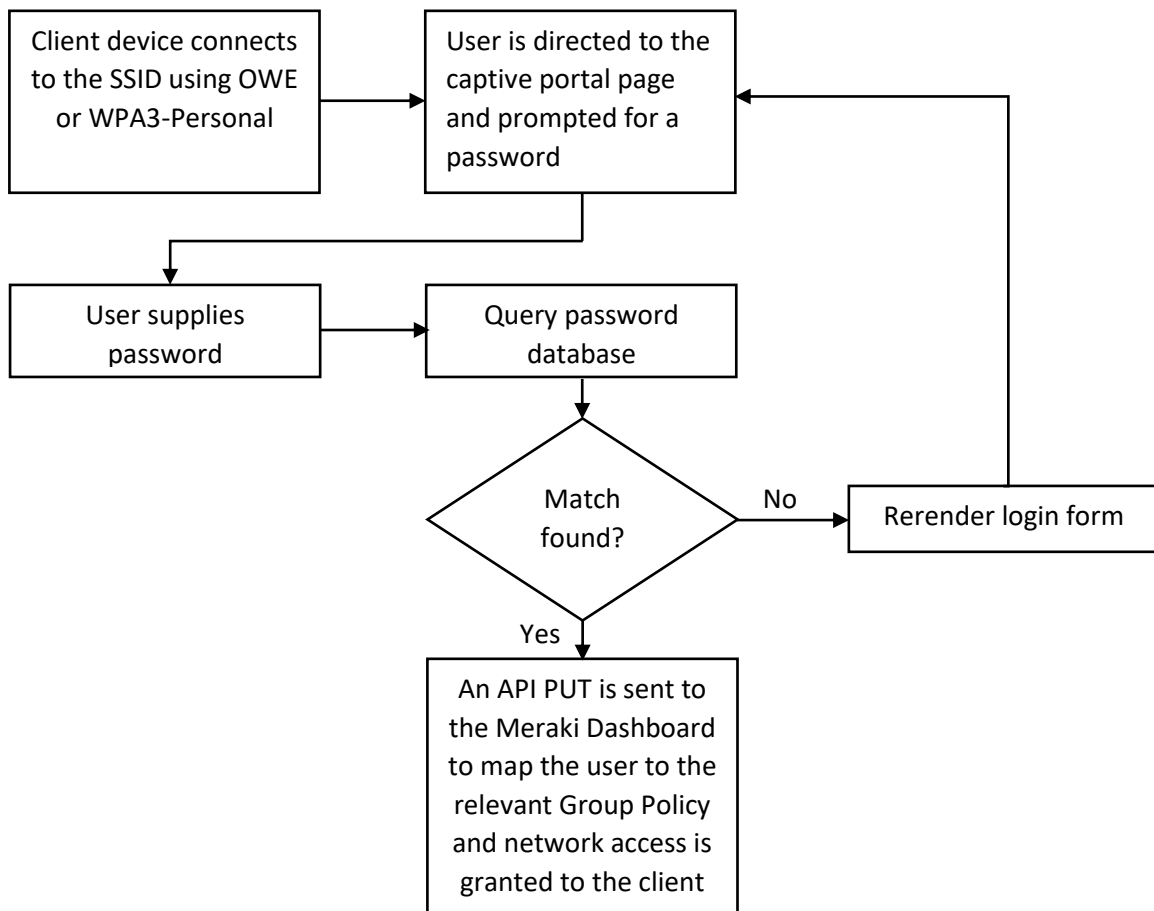 Client device connects
to the SSID using OWE
or WPA3-Personal
User is directed to the
captive portal page
and prompted for a
password
User supplies
password
Query password
database
Match
found?
No
Rerender login form
Yes
An API PUT is sent to
the Meraki Dashboard
to map the user to the
relevant Group Policy
and network access is
granted to the client